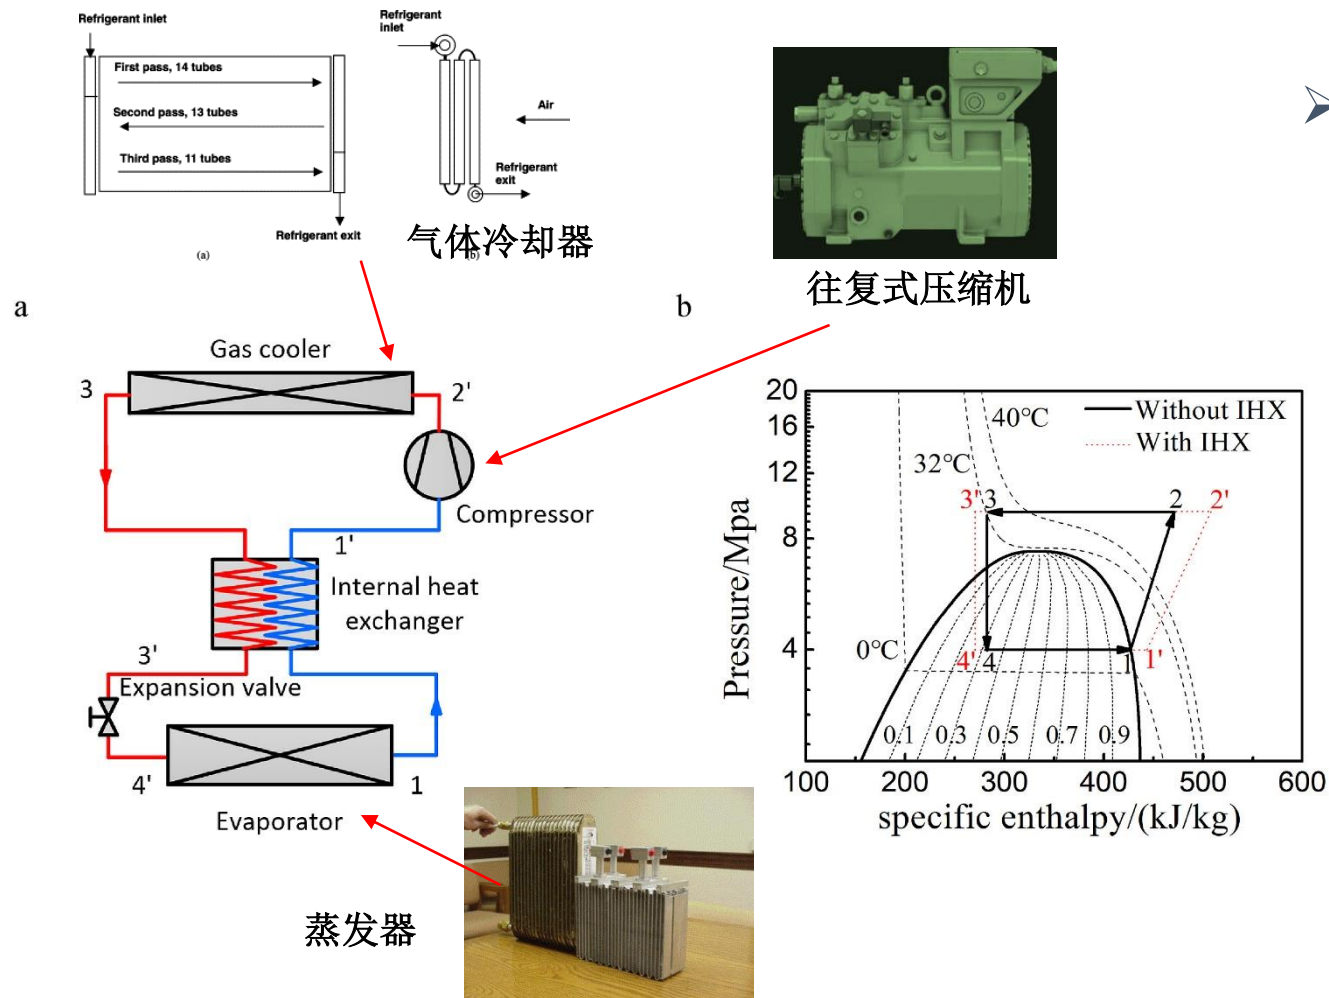 Refrigerant inlet
First pass, 14 tubes
Second pass, 13 tubes
Third pass, 11 tubes
Refrigerant exit
(a)
Refrigerant
inlet
Air
Refrigerant
exit
(b)
气体冷却器
往复式压缩机
a
Gas cooler
3
2'
Compressor
1'
Internal heat
exchanger
3'
Expansion valve
4'
1
Evaporator
蒸发器
b
20
16
12
8
4
Pressure/Mpa
Without IHX
With IHX
40℃
32℃
0℃
3'
3
2
2'
4'
4
1
1'
0.1
0.3
0.5
0.7
0.9
100
200
300
400
500
600
specific enthalpy/(kJ/kg)